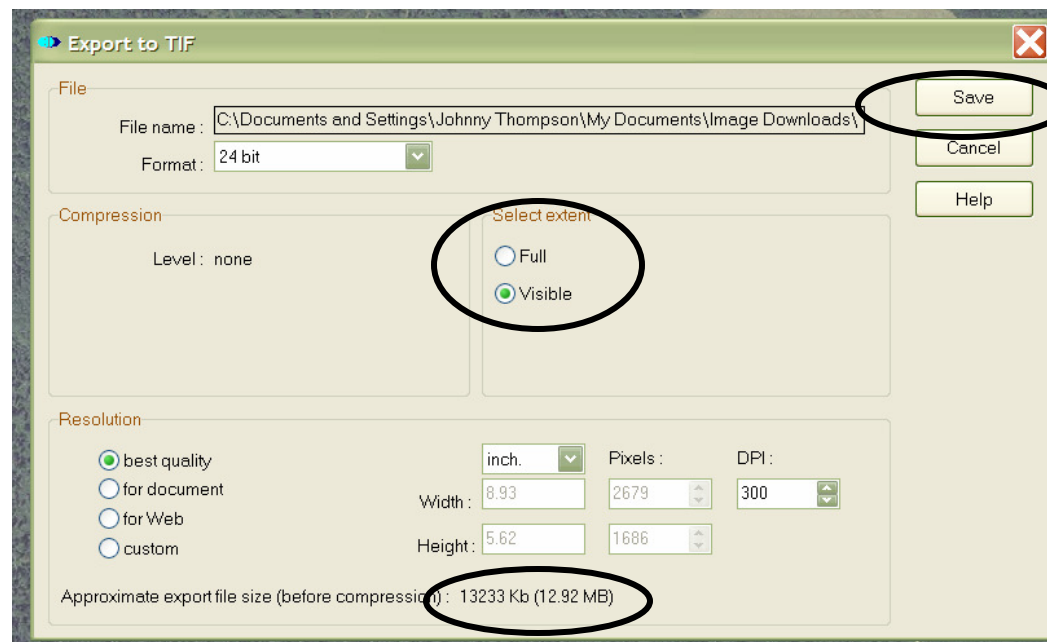 Export to TIF
File
File name : C:\Documents and Settings\Johnny Thompson\My Documents\Image Downloads\
Save
Format : 24 bit
Cancel
Help
Compression
Level : none
Select extent
Full
Visible
Resolution
best quality
for document
for Web
custom
inch. Pixels : DPI :
Width : 8.93 2679 300
Height : 5.62 1686
Approximate export file size (before compression) : 13233 Kb (12.92 MB)